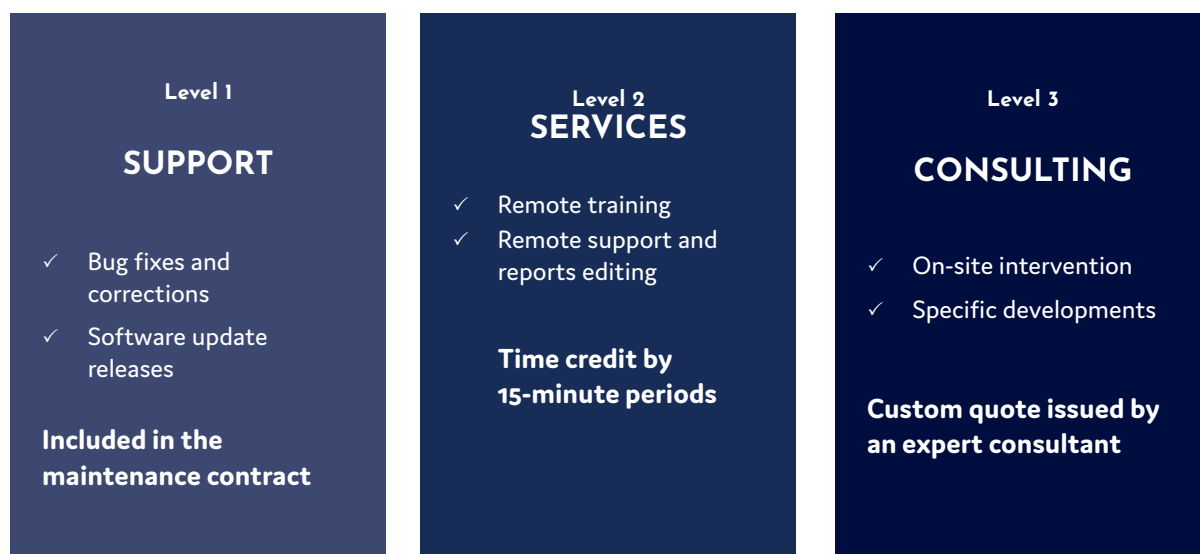 Level 1
SUPPORT
✓ Bug fixes and
corrections
✓ Software update
releases
Included in the
maintenance contract
Level 2
SERVICES
✓ Remote training
✓ Remote support and
reports editing
Time credit by
15-minute periods
Level 3
CONSULTING
✓ On-site intervention
✓ Specific developments
Custom quote issued by
an expert consultant